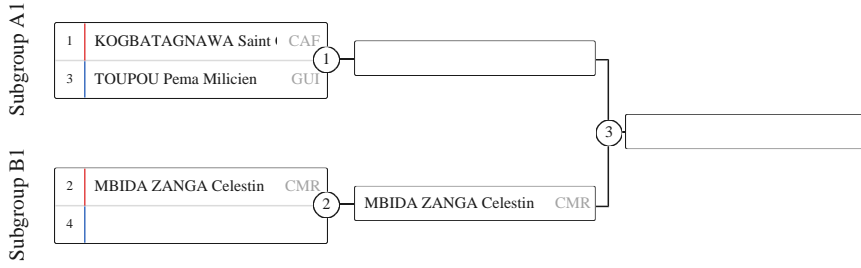 Subgroup A1
1 KOGBATAGNAWA Saint CAF
3 TOUPOU Pema Milicien GUI
1
3
Subgroup B1
2 MBIDA ZANGA Celestin CMR
4
2
MBIDA ZANGA Celestin CMR